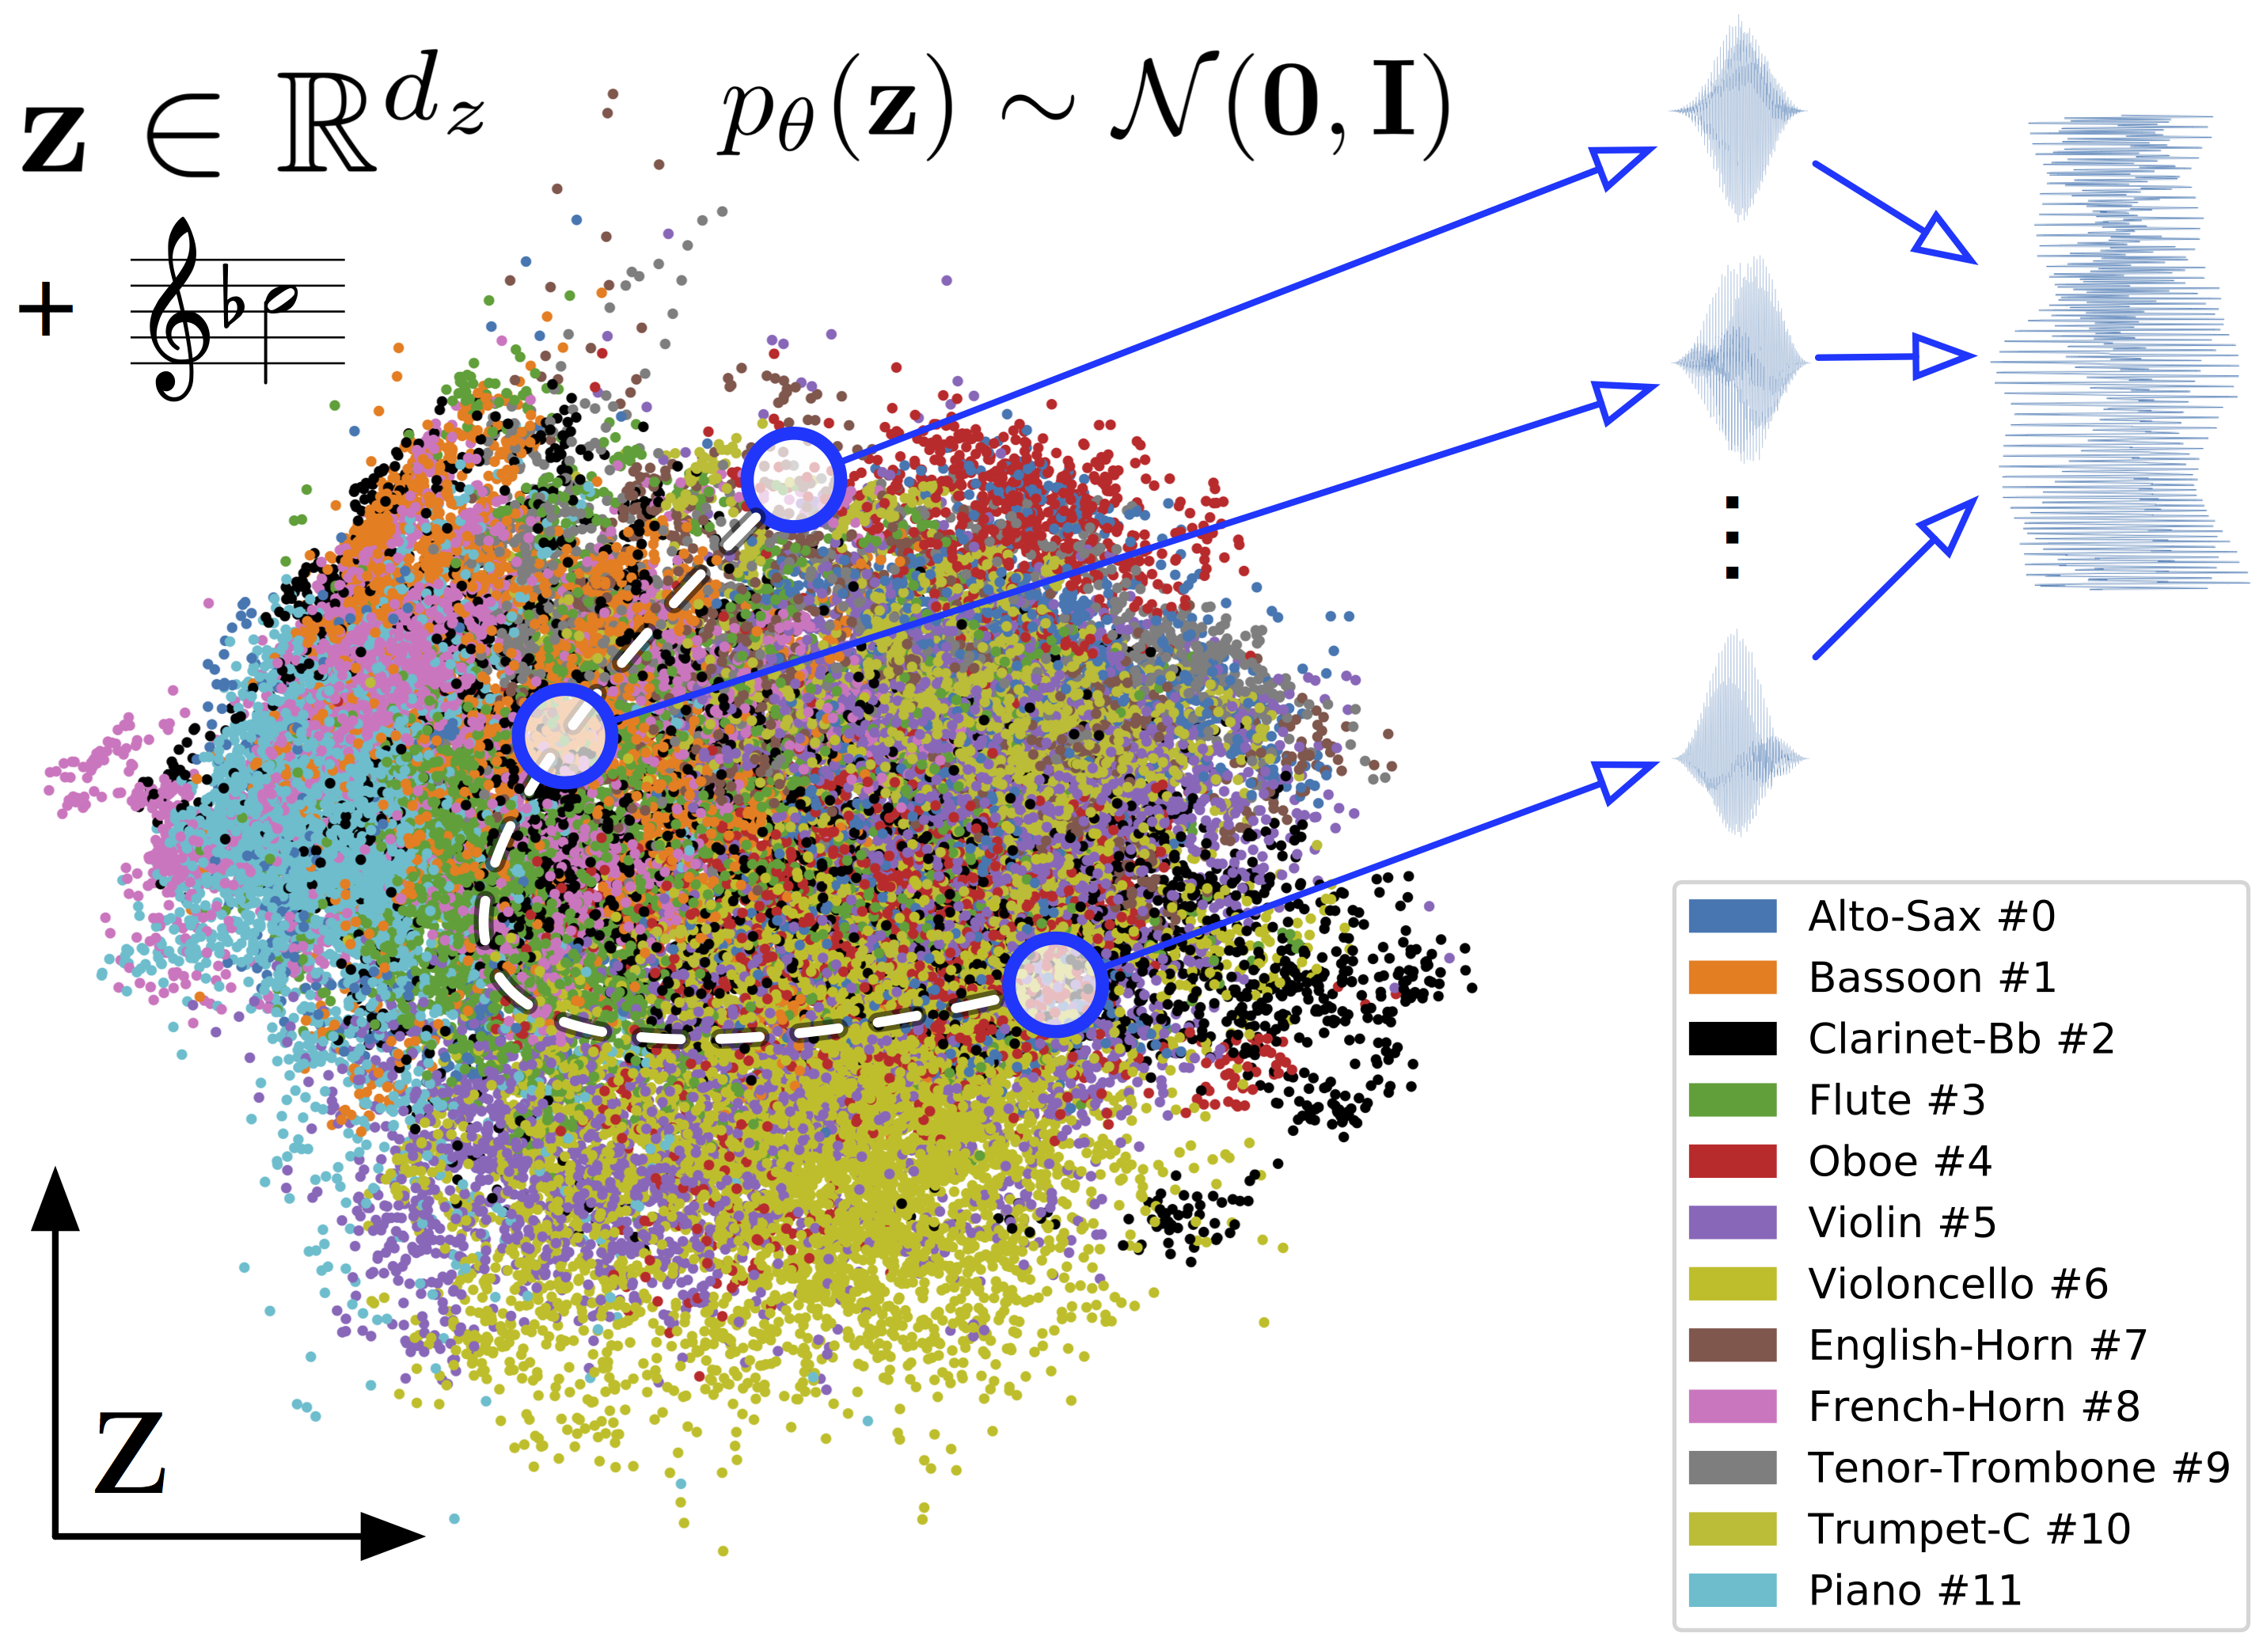 z ∈ ℝ^{d_z}
p_θ(z) ∼ 𝒩(0, I)
+
Z
Alto-Sax #0
Bassoon #1
Clarinet-Bb #2
Flute #3
Oboe #4
Violin #5
Violoncello #6
English-Horn #7
French-Horn #8
Tenor-Trombone #9
Trumpet-C #10
Piano #11